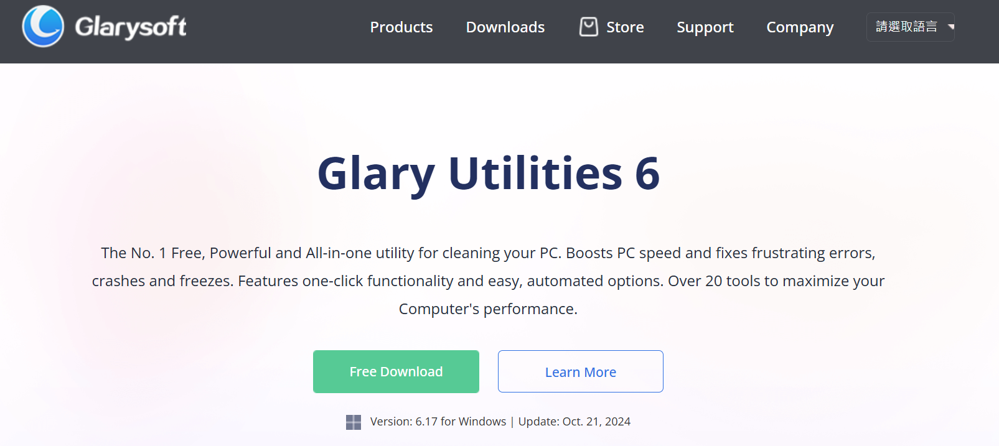 Glarysoft
Products
Downloads
Store
Support
Company
請選取語言
Glary Utilities 6
The No. 1 Free, Powerful and All-in-one utility for cleaning your PC. Boosts PC speed and fixes frustrating errors,
crashes and freezes. Features one-click functionality and easy, automated options. Over 20 tools to maximize your
Computer's performance.
Free Download
Learn More
Version: 6.17 for Windows | Update: Oct. 21, 2024